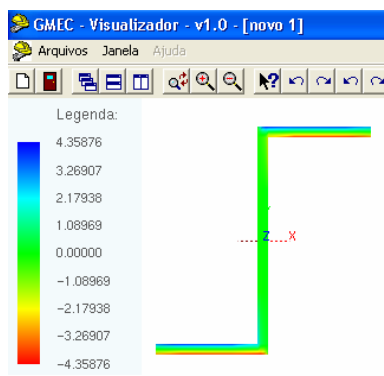 GMEC - Visualizador - v1.0 - [novo 1]
Arquivos Janela Ajuda
Legenda:
4.35876
3.26907
2.17938
1.08969
0.00000
-1.08969
-2.17938
-3.26907
-4.35876
Y
Z X